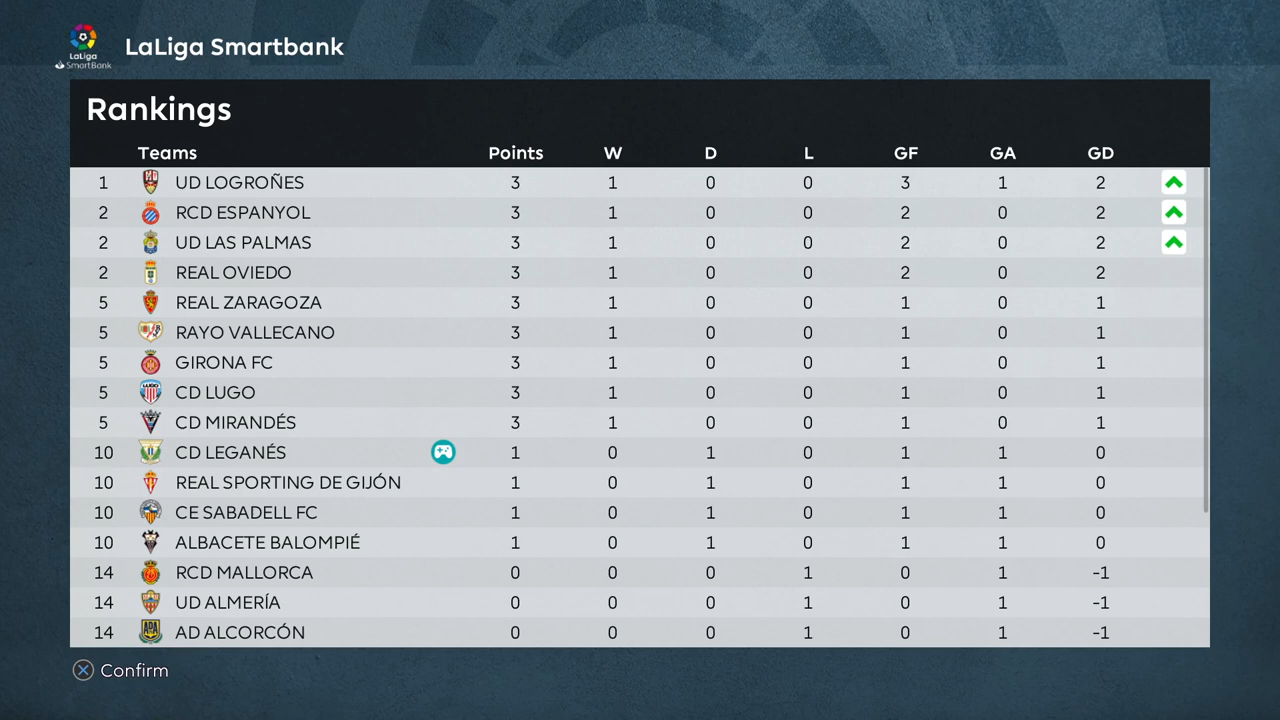 LaLiga Smartbank
LaLiga
SmartBank
Rankings
Teams Points W D L GF GA GD
1 UD LOGROÑES 3 1 0 0 3 1 2
2 RCD ESPANYOL 3 1 0 0 2 0 2
2 UD LAS PALMAS 3 1 0 0 2 0 2
2 REAL OVIEDO 3 1 0 0 2 0 2
5 REAL ZARAGOZA 3 1 0 0 1 0 1
5 RAYO VALLECANO 3 1 0 0 1 0 1
5 GIRONA FC 3 1 0 0 1 0 1
5 CD LUGO 3 1 0 0 1 0 1
5 CD MIRANDÉS 3 1 0 0 1 0 1
10 CD LEGANÉS 1 0 1 0 1 1 0
10 REAL SPORTING DE GIJÓN 1 0 1 0 1 1 0
10 CE SABADELL FC 1 0 1 0 1 1 0
10 ALBACETE BALOMPIÉ 1 0 1 0 1 1 0
14 RCD MALLORCA 0 0 0 1 0 1 -1
14 UD ALMERÍA 0 0 0 1 0 1 -1
14 AD ALCORCÓN 0 0 0 1 0 1 -1
Confirm